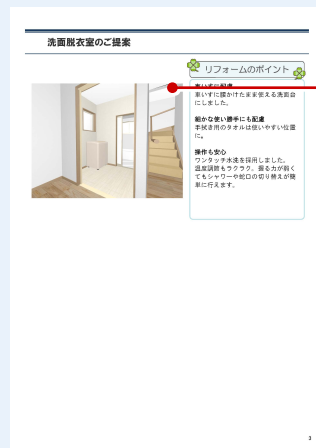 洗面脱衣室のご提案
リフォームのポイント
車いすに配慮
車いすに腰かけたまま使える洗面台
にしました。
細かな使い勝手にも配慮
手拭き用のタオルは使いやすい位置
に。
操作も安心
ワンタッチ水洗を採用しました。
温度調節もラクラク、握る力が弱く
てもシャワーや蛇口の切り替えが簡
単に行えます。
3